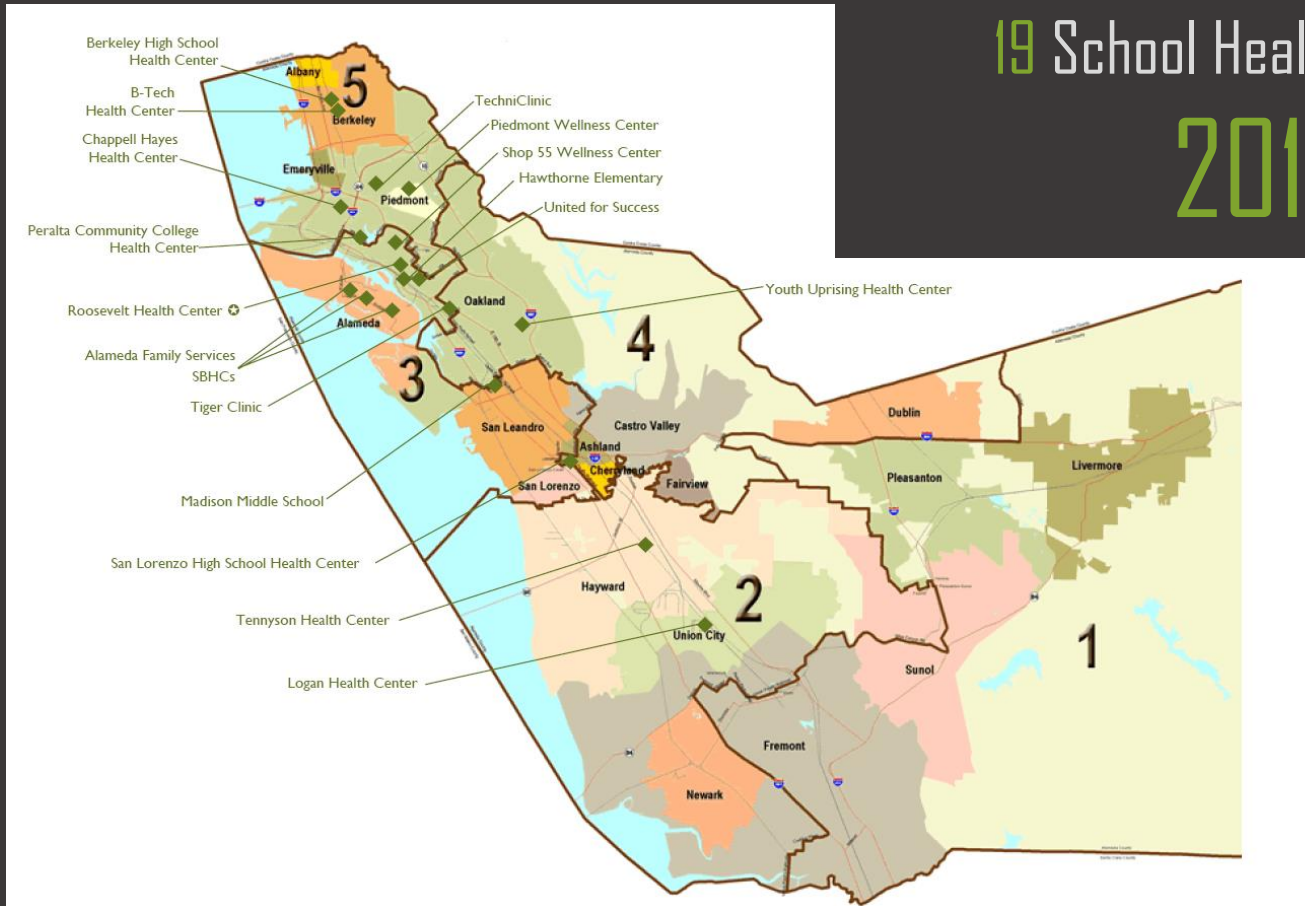 19 School Heal
201
Berkeley High School
Health Center
B-Tech
Health Center
Chappell Hayes
Health Center
Peralta Community College
Health Center
Roosevelt Health Center ✪
Alameda Family Services
SBHCs
Tiger Clinic
Madison Middle School
San Lorenzo High School Health Center
Tennyson Health Center
Logan Health Center
TechniClinic
Piedmont Wellness Center
Shop 55 Wellness Center
Hawthorne Elementary
United for Success
Youth Uprising Health Center
Albany
5
Berkeley
Emeryville
Piedmont
Oakland
Alameda
4
3
San Leandro
Castro Valley
Ashland
Cherryland
San Lorenzo
Fairview
Dublin
Pleasanton
Livermore
Hayward
2
Union City
1
Sunol
Fremont
Newark